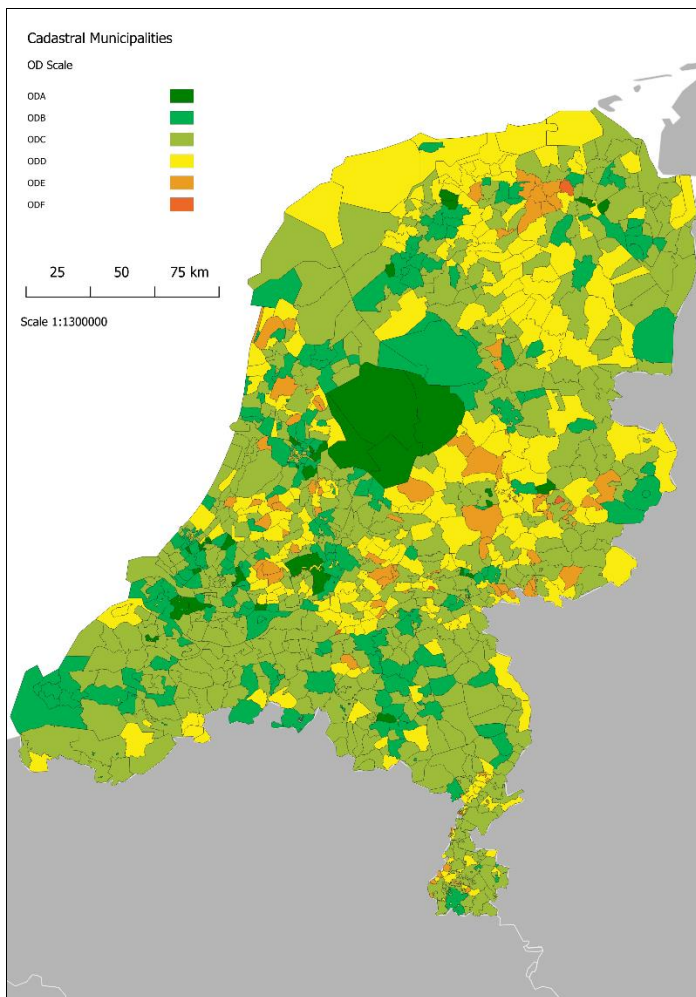 Cadastral Municipalities
OD Scale
ODA
ODB
ODC
ODD
ODE
ODF
25 50 75 km
Scale 1:1300000